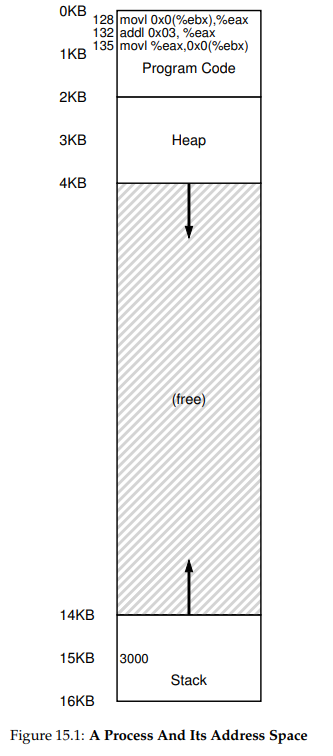 0KB
128 movl 0x0(%ebx),%eax
132 addl 0x03, %eax
135 movl %eax,0x0(%ebx)
1KB
Program Code
2KB
3KB Heap
4KB
(free)
14KB
15KB 3000
Stack
16KB
Figure 15.1: A Process And Its Address Space